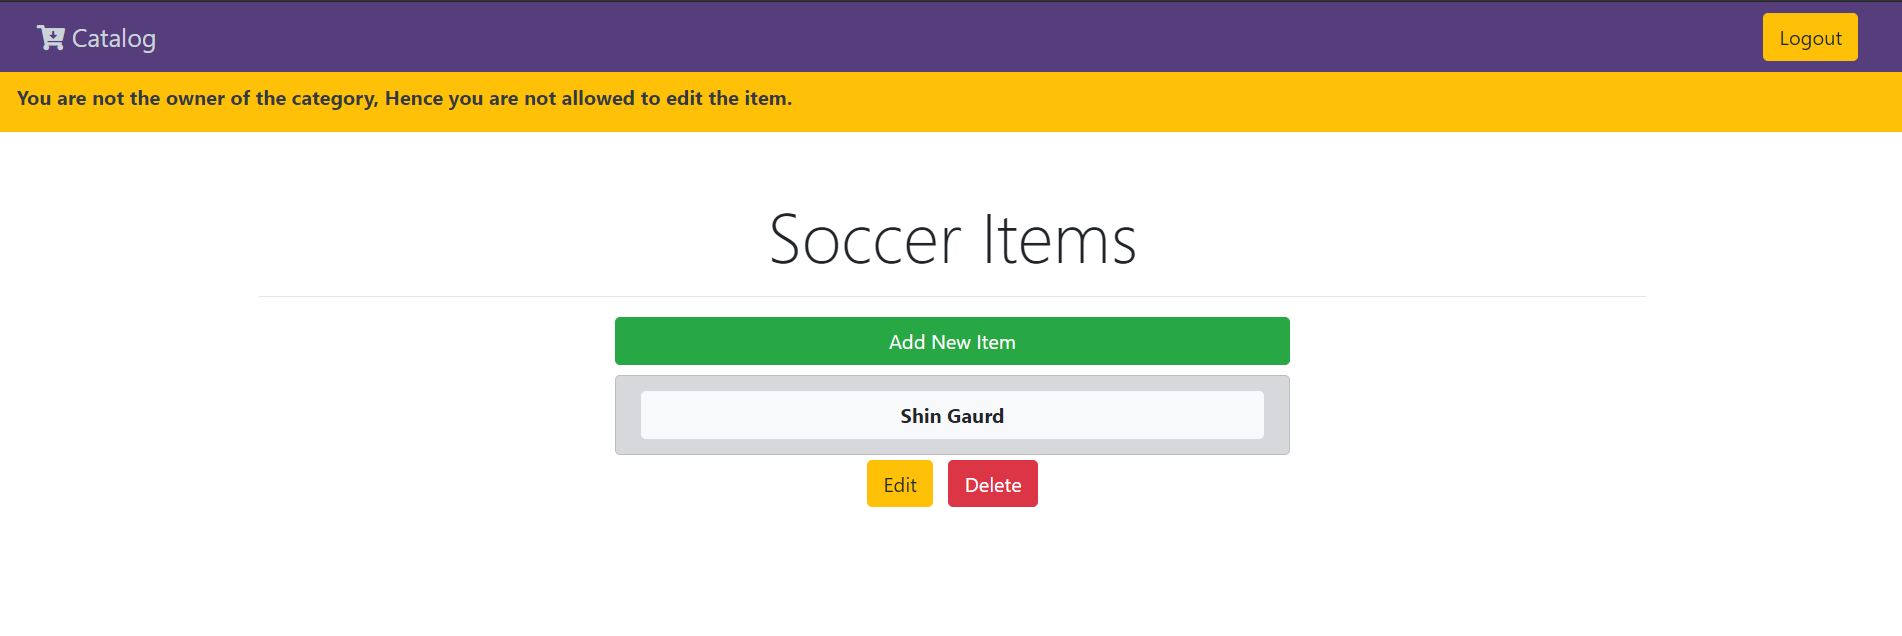 Catalog
Logout
You are not the owner of the category, Hence you are not allowed to edit the item.
Soccer Items
Add New Item
Shin Gaurd
Edit
Delete